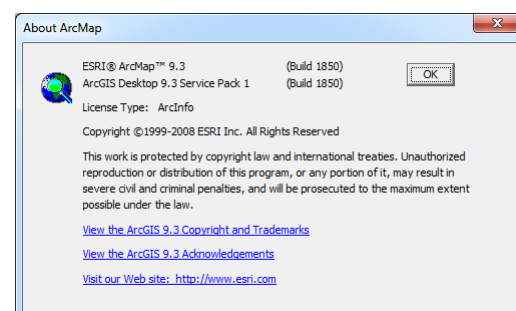 About ArcMap
ESRI® ArcMap™ 9.3 (Build 1850)
ArcGIS Desktop 9.3 Service Pack 1 (Build 1850)
OK
License Type: ArcInfo
Copyright ©1999-2008 ESRI Inc. All Rights Reserved
This work is protected by copyright law and international treaties. Unauthorized
reproduction or distribution of this program, or any portion of it, may result in
severe civil and criminal penalties, and will be prosecuted to the maximum extent
possible under the law.
View the ArcGIS 9.3 Copyright and Trademarks
View the ArcGIS 9.3 Acknowledgements
Visit our Web site: http://www.esri.com